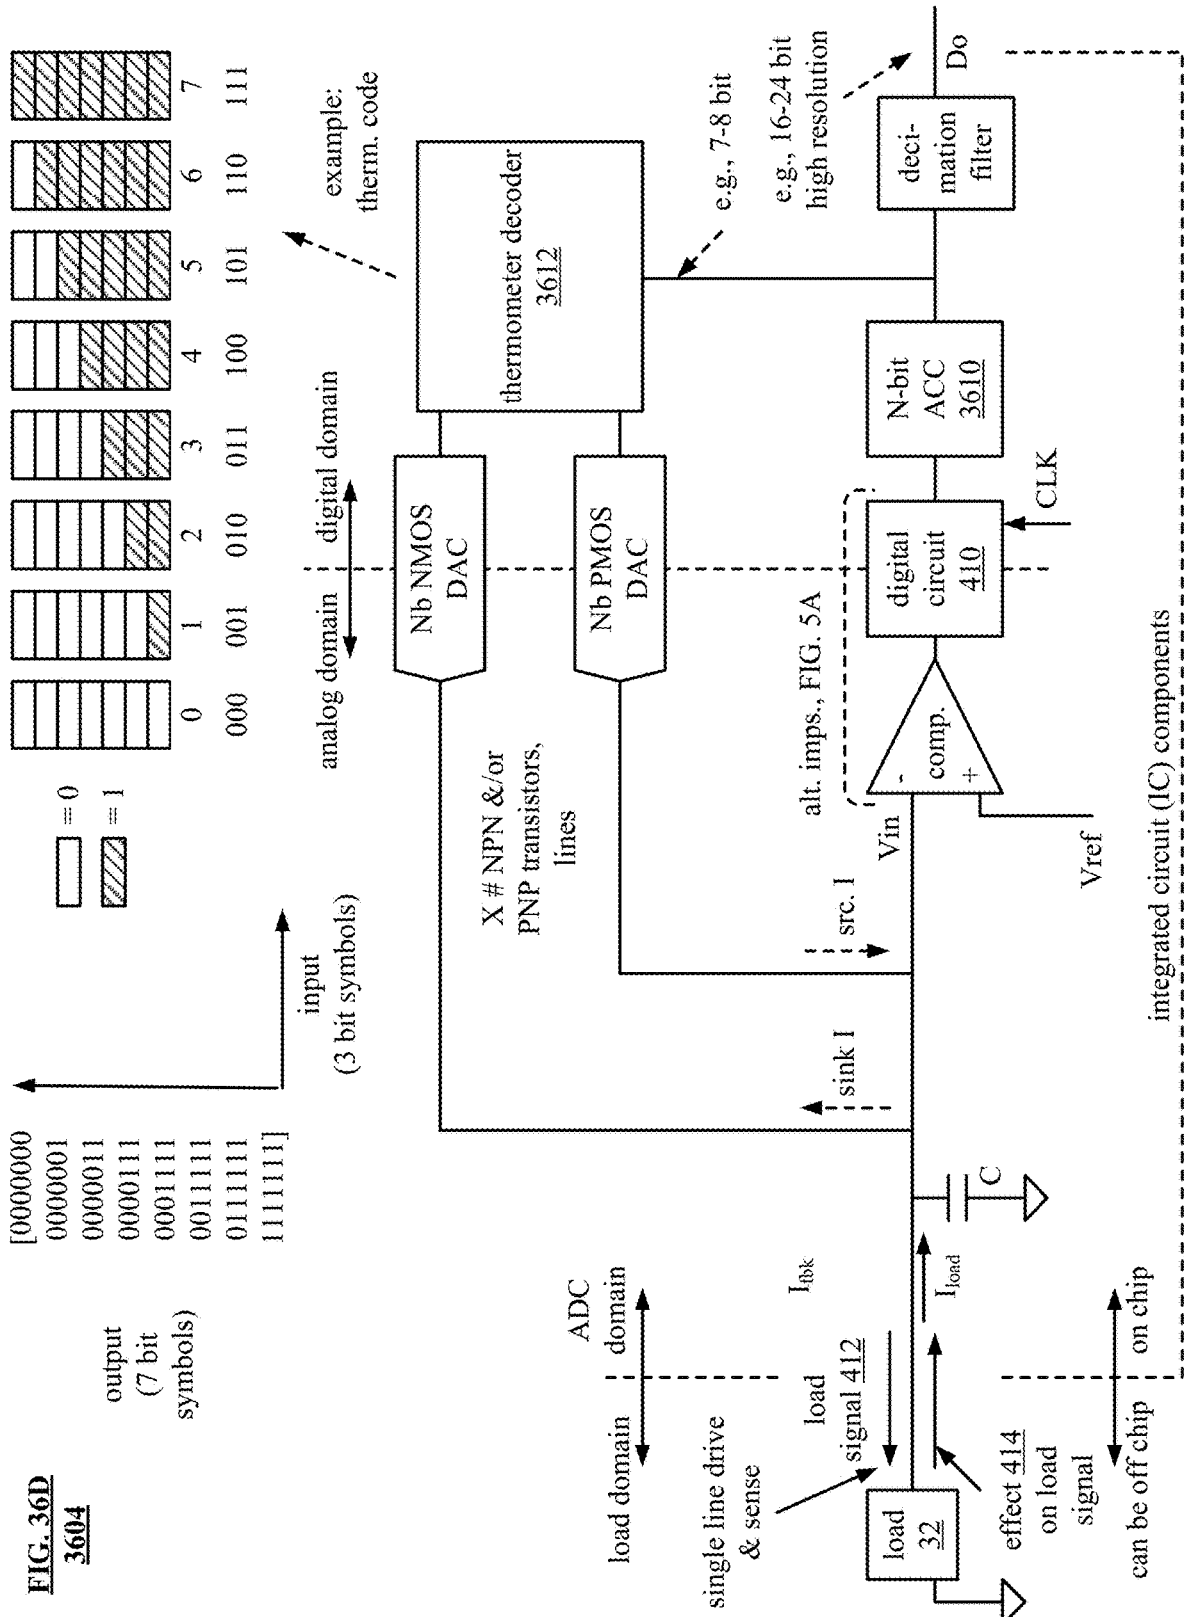 FIG. 36D
3604
output
(7 bit
symbols)
[0000000
0000001
0000011
0000111
0001111
0011111
0111111
1111111]
input
(3 bit symbols)
= 0
= 1
0 1 2 3 4 5 6 7
000 001 010 011 100 101 110 111
example:
therm. code
analog domain
digital domain
thermometer decoder
3612
Nb NMOS
DAC
Nb PMOS
DAC
X # NPN &/or
PNP transistors,
lines
e.g., 7-8 bit
e.g., 16-24 bit
high resolution
load domain
ADC
domain
single line drive
& sense
load
signal 412
Ifbk
sink I
src. I
alt. imps., FIG. 5A
load
32
Iload
C
Vin
-
+
comp.
Vref
digital
circuit
410
CLK
N-bit
ACC
3610
deci-
mation
filter
Do
effect 414
on load
signal
can be off chip
on chip
integrated circuit (IC) components